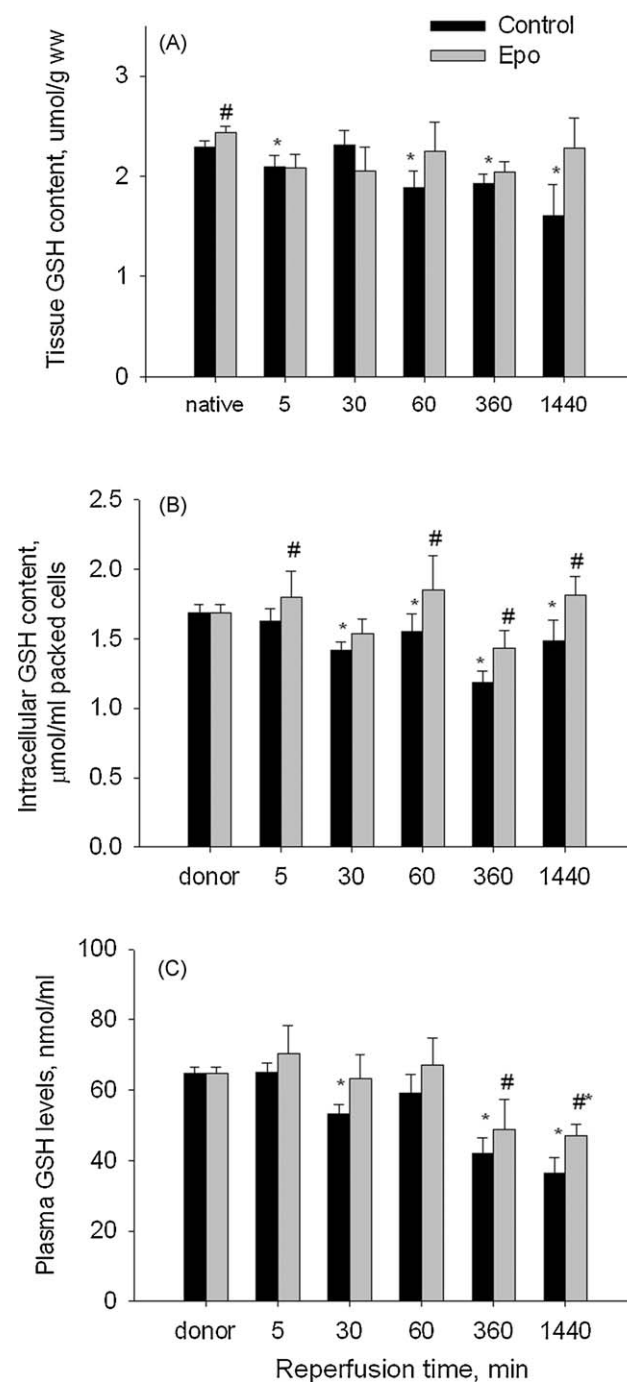 Control
Epo
(A)
Tissue GSH content, umol/g ww
3
2
1
0
#
*
*
*
*
native 5 30 60 360 1440
(B)
Intracellular GSH content,
μmol/ml packed cells
2.5
2.0
1.5
1.0
0.5
0.0
#
*
*
#
*
#
*
#
donor 5 30 60 360 1440
(C)
Plasma GSH levels, nmol/ml
100
80
60
40
20
0
*
*
#
*
#*
donor 5 30 60 360 1440
Reperfusion time, min